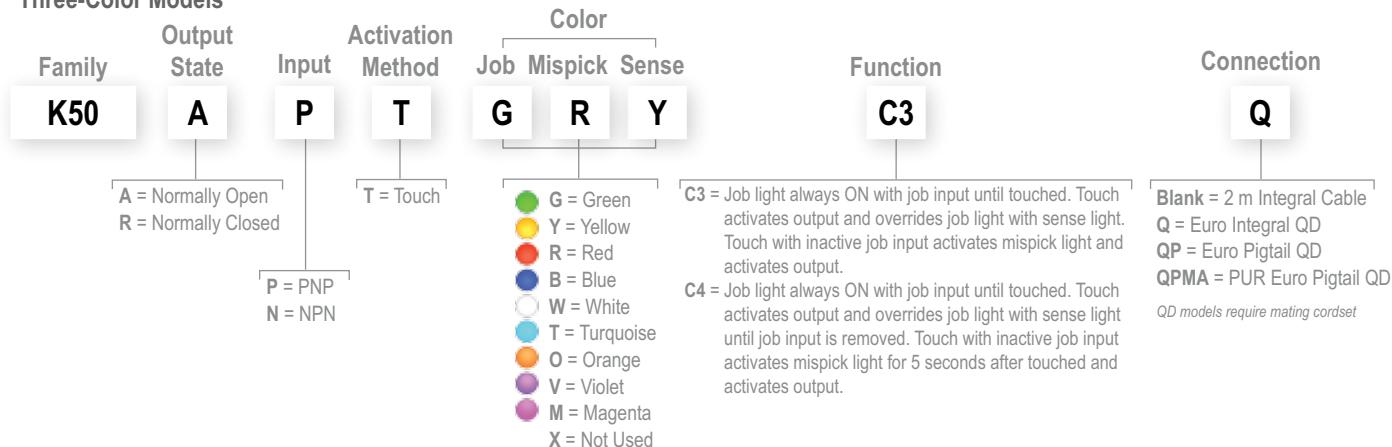 Three-Color Models
Color
Output
State
Activation
Method
Family
Input
Job Mispick Sense
Function
Connection
K50
A
P
T
G
R
Y
C3
Q
A = Normally Open
R = Normally Closed
P = PNP
N = NPN
T = Touch
G = Green
Y = Yellow
R = Red
B = Blue
W = White
T = Turquoise
O = Orange
V = Violet
M = Magenta
X = Not Used
C3 = Job light always ON with job input until touched. Touch
activates output and overrides job light with sense light.
Touch with inactive job input activates mispick light and
activates output.
C4 = Job light always ON with job input until touched. Touch
activates output and overrides job light with sense light
until job input is removed. Touch with inactive job input
activates mispick light for 5 seconds after touched and
activates output.
Blank = 2 m Integral Cable
Q = Euro Integral QD
QP = Euro Pigtail QD
QPMA = PUR Euro Pigtail QD
QD models require mating cordset